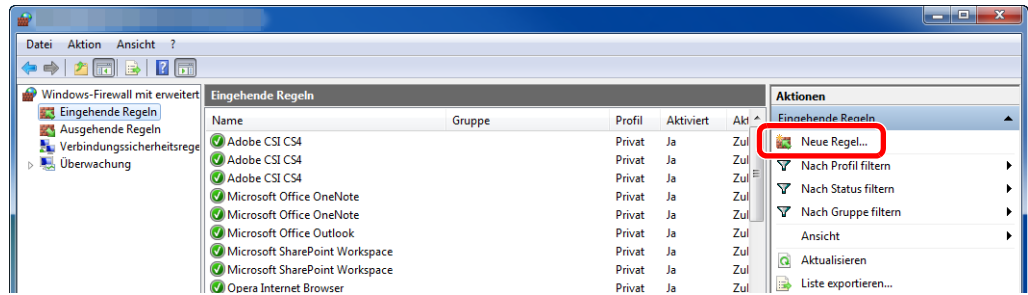 Datei Aktion Ansicht ?
Windows-Firewall mit erweitert
Eingehende Regeln
Ausgehende Regeln
Verbindungssicherheitsrege
Überwachung
Eingehende Regeln
Name Gruppe Profil Aktiviert Akt
Adobe CSI CS4 Privat Ja Zul
Adobe CSI CS4 Privat Ja Zul
Adobe CSI CS4 Privat Ja Zul
Microsoft Office OneNote Privat Ja Zul
Microsoft Office OneNote Privat Ja Zul
Microsoft Office Outlook Privat Ja Zul
Microsoft SharePoint Workspace Privat Ja Zul
Microsoft SharePoint Workspace Privat Ja Zul
Opera Internet Browser Privat Ja Zul
Aktionen
Eingehende Regeln
Neue Regel...
Nach Profil filtern
Nach Status filtern
Nach Gruppe filtern
Ansicht
Aktualisieren
Liste exportieren...